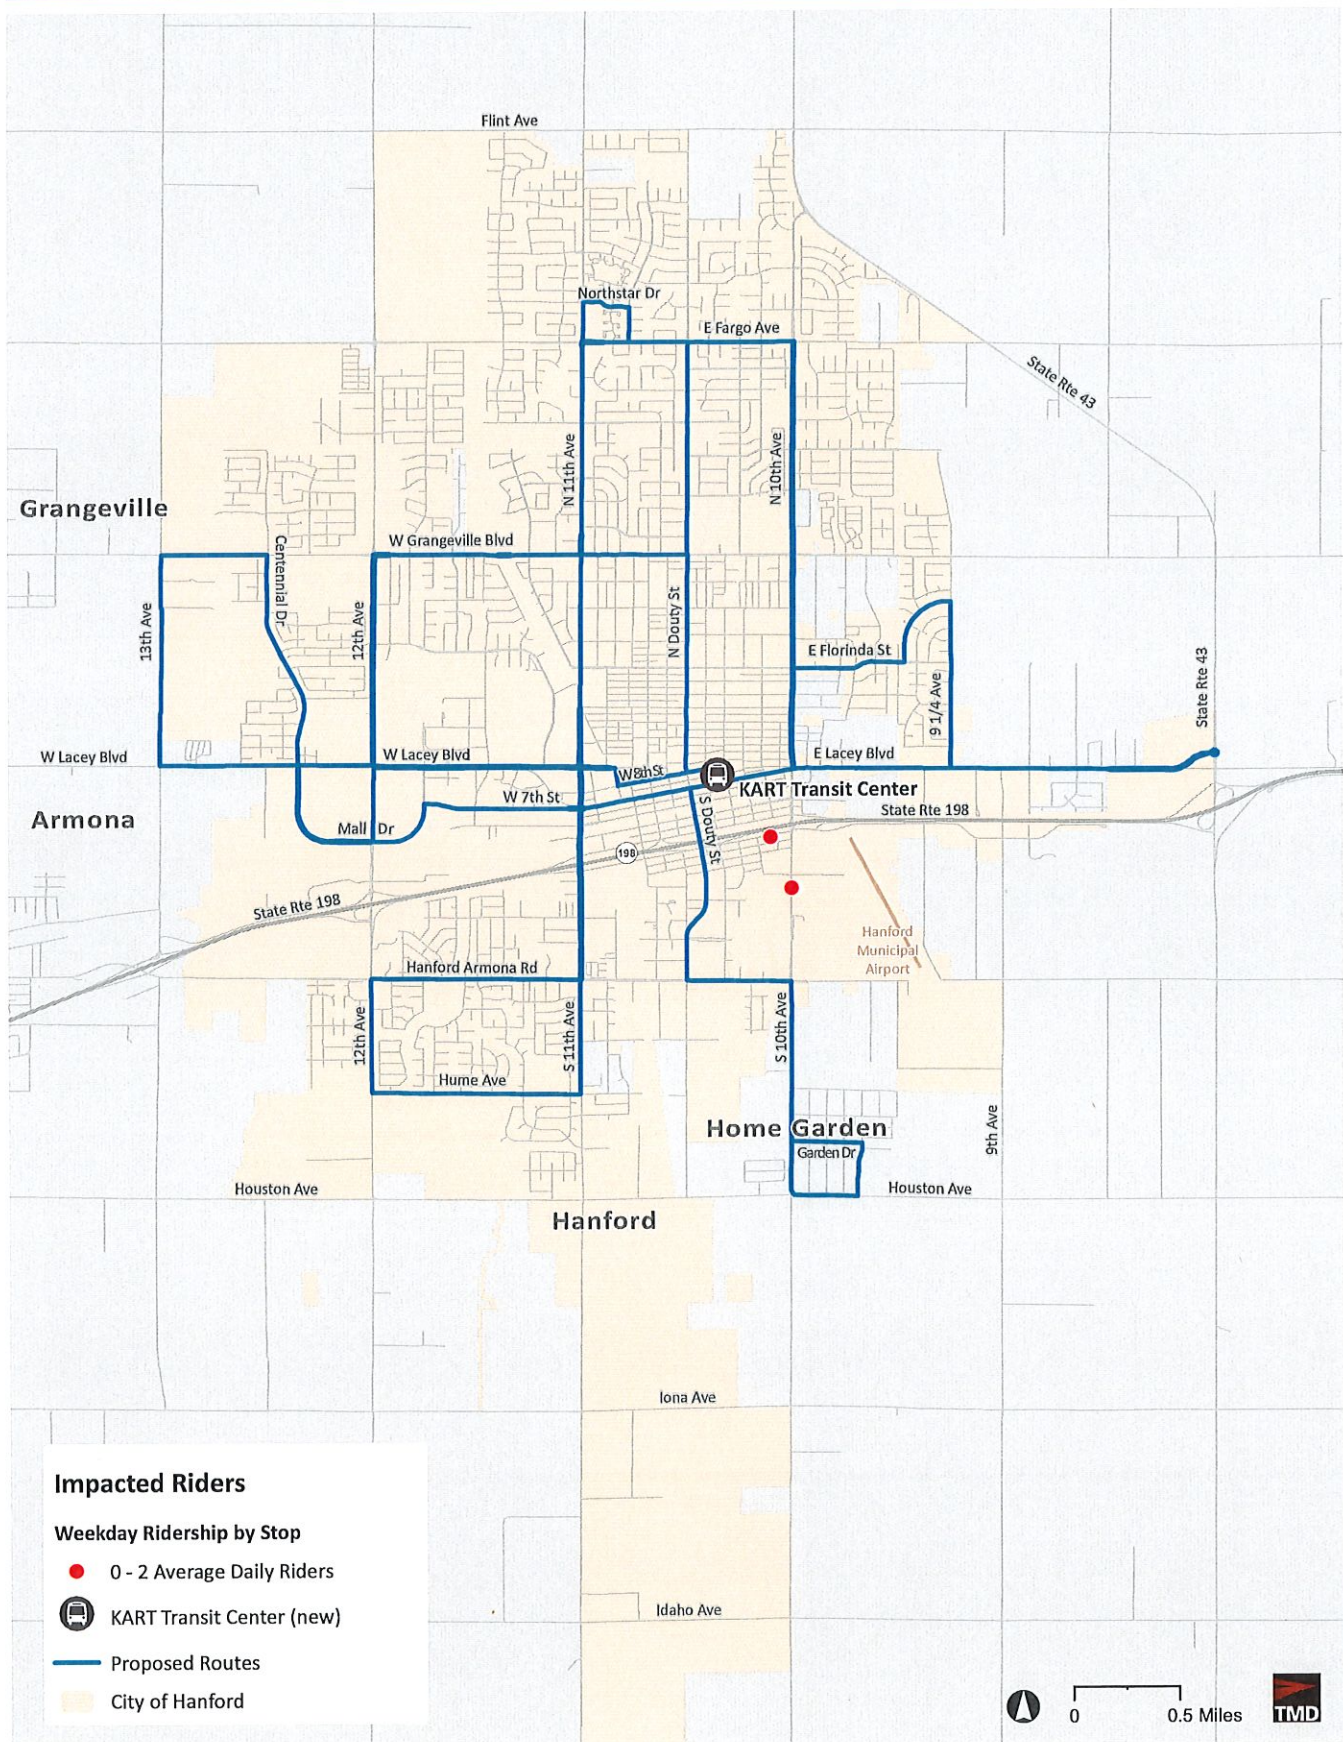 Flint Ave
Northstar Dr
E Fargo Ave
State Rte 43
N 11th Ave
N 10th Ave
Grangeville
W Grangeville Blvd
Centennial Dr
13th Ave
12th Ave
N Douty St
E Florinda St
State Rte 43
9 1/4 Ave
W Lacey Blvd
W Lacey Blvd
E Lacey Blvd
W 8th St
KART Transit Center
W 7th St
State Rte 198
Armona
Mall Dr
S Douty St
198
State Rte 198
Hanford
Municipal
Airport
Hanford Armona Rd
12th Ave
S 11th Ave
S 10th Ave
Hume Ave
Home Garden
9th Ave
Garden Dr
Houston Ave
Houston Ave
Hanford
Iona Ave
Idaho Ave
Impacted Riders
Weekday Ridership by Stop
0 - 2 Average Daily Riders
KART Transit Center (new)
Proposed Routes
City of Hanford
0 0.5 Miles
TMD